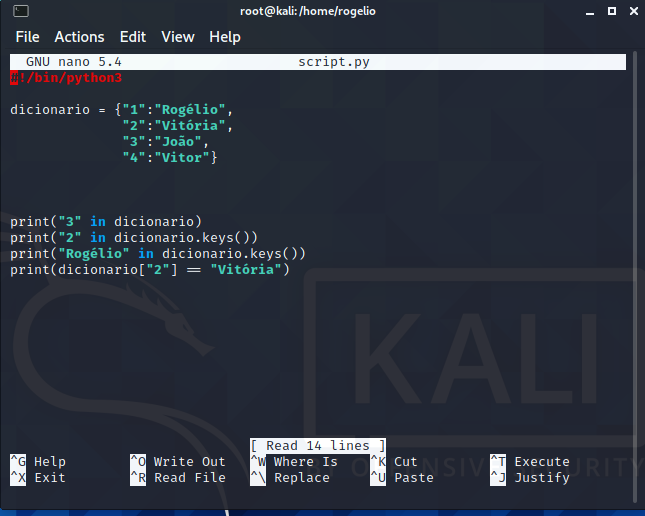 root@kali:/home/rogelio
File Actions Edit View Help
GNU nano 5.4 script.py
#!/bin/python3
dicionario = {"1":"Rogélio",
"2":"Vitória",
"3":"João",
"4":"Vitor"}
print("3" in dicionario)
print("2" in dicionario.keys())
print("Rogélio" in dicionario.keys())
print(dicionario["2"] == "Vitória")
KALI
[ Read 14 lines ]
^G Help ^O Write Out ^W Where Is ^K Cut ^T Execute
^X Exit ^R Read File ^\ Replace ^U Paste ^J Justify